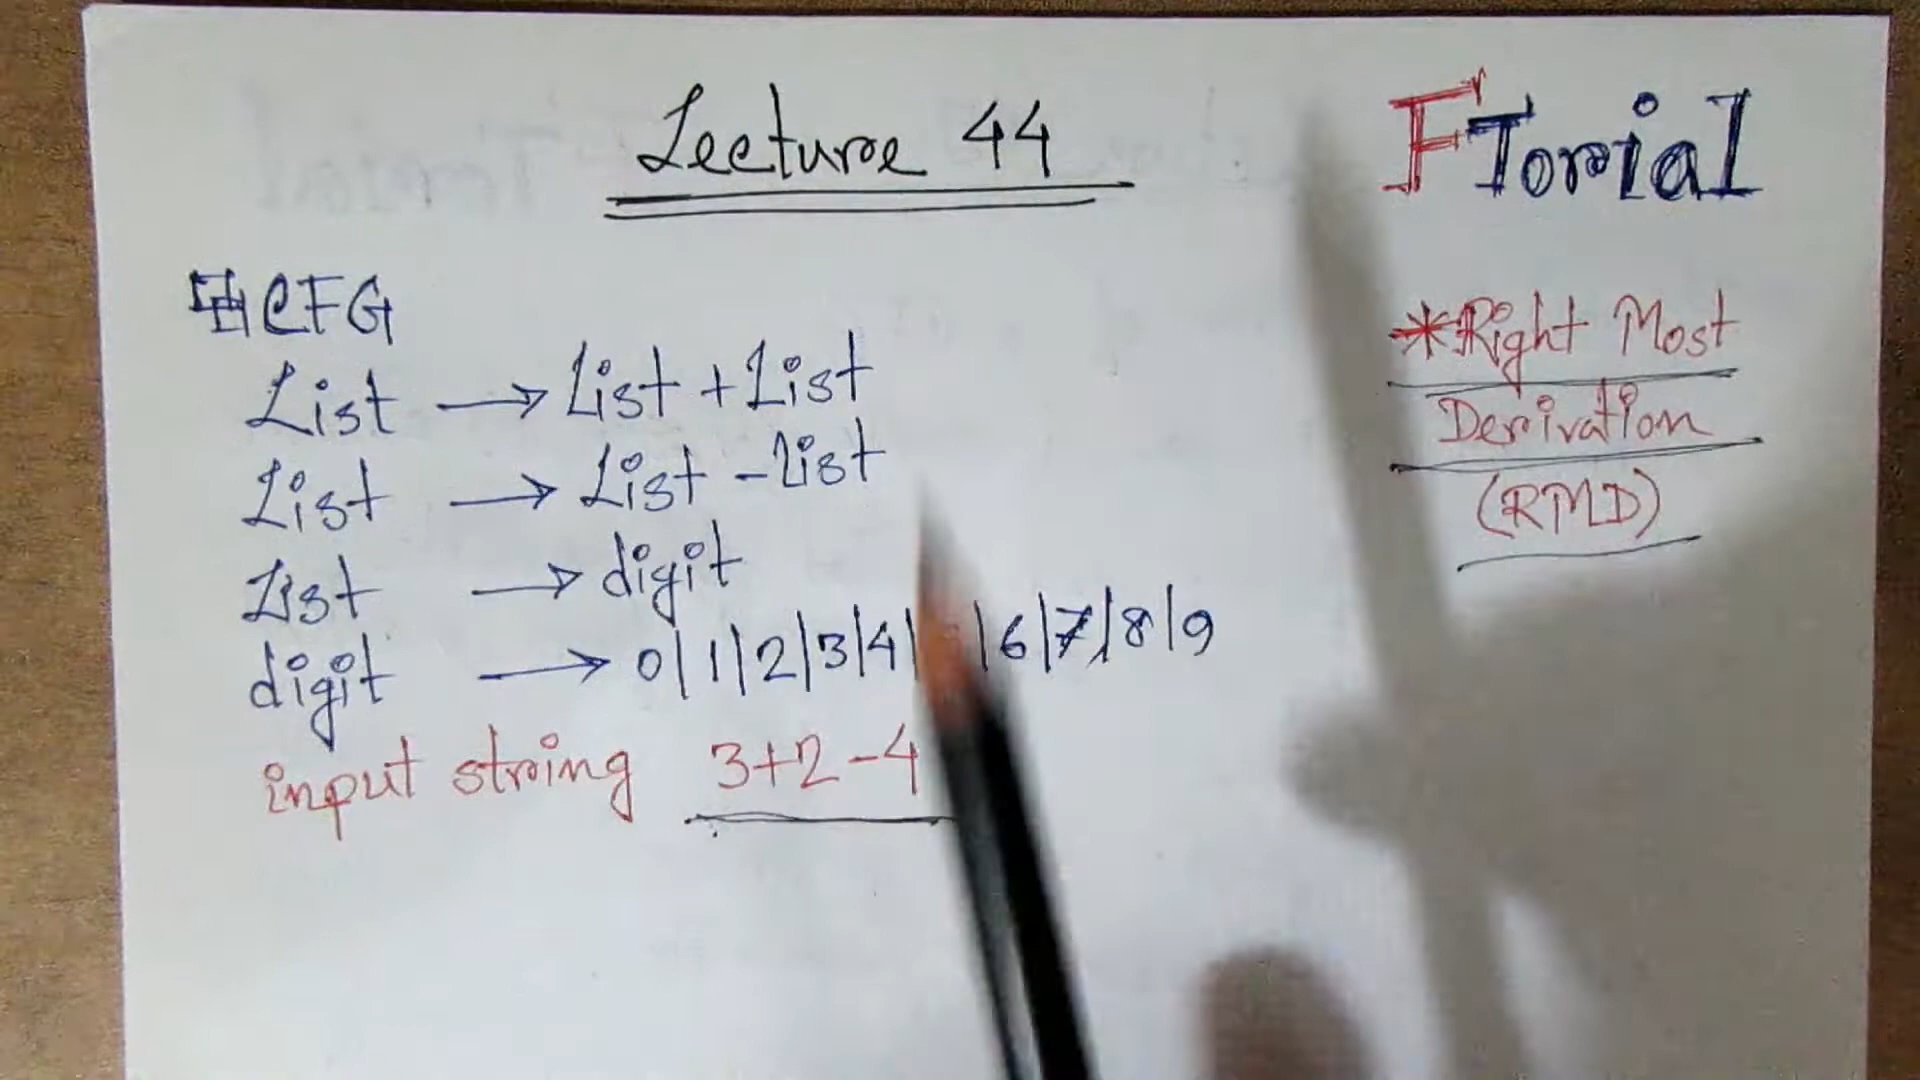 Lecture 44
FTorial
CFG
List → List + List
List → List - List
List → digit
digit → 0|1|2|3|4| |6|7|8|9
input string 3+2-4
*Right Most
Derivation
(RMD)